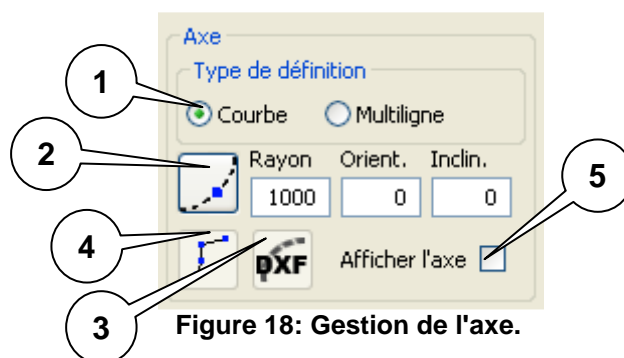 Axe
Type de définition
1
Courbe Multiligne
2
Rayon Orient. Inclin.
1000 0 0
5
4
DXF Afficher l'axe
3
Figure 18: Gestion de l'axe.